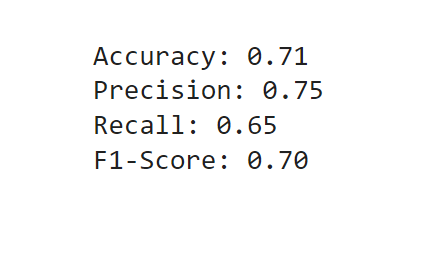 Accuracy: 0.71
Precision: 0.75
Recall: 0.65
F1-Score: 0.70